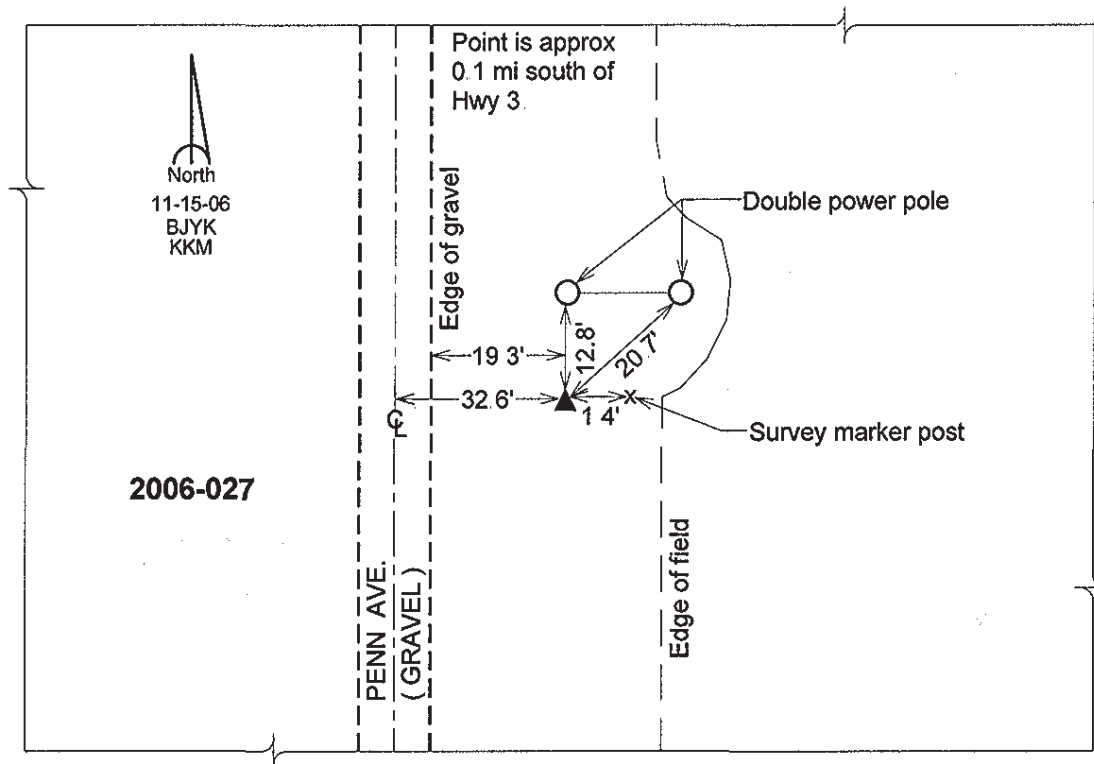 Point is approx
0.1 mi south of
Hwy 3
North
11-15-06
BJYK
KKM
Edge of gravel
Double power pole
19 3'
12.8'
20 7'
32.6'
1 4'
CL
Survey marker post
2006-027
PENN AVE.
( GRAVEL )
Edge of field